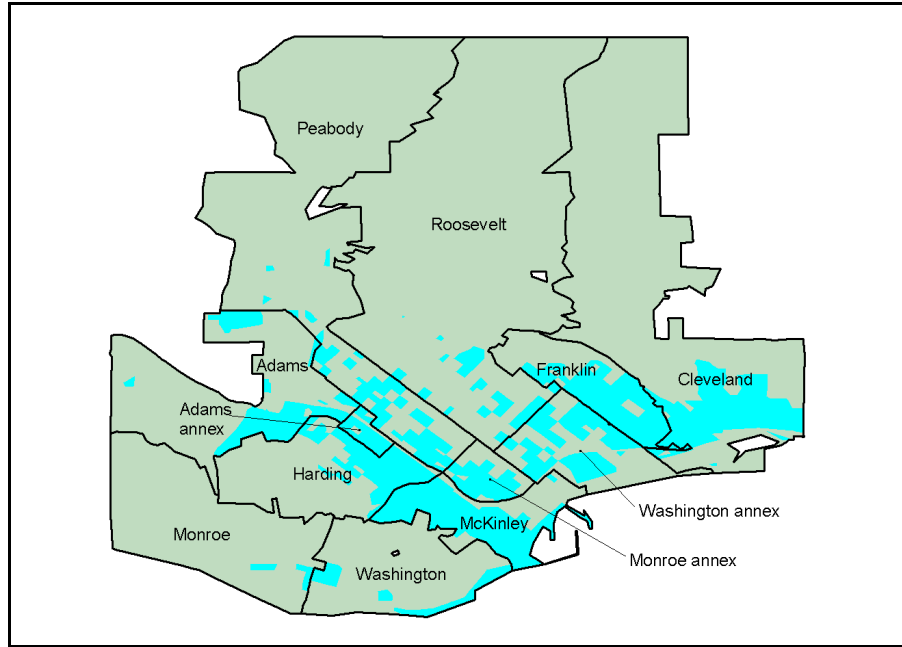 Peabody
Roosevelt
Adams
Franklin
Cleveland
Adams
annex
Harding
Washington annex
McKinley
Monroe
Monroe annex
Washington